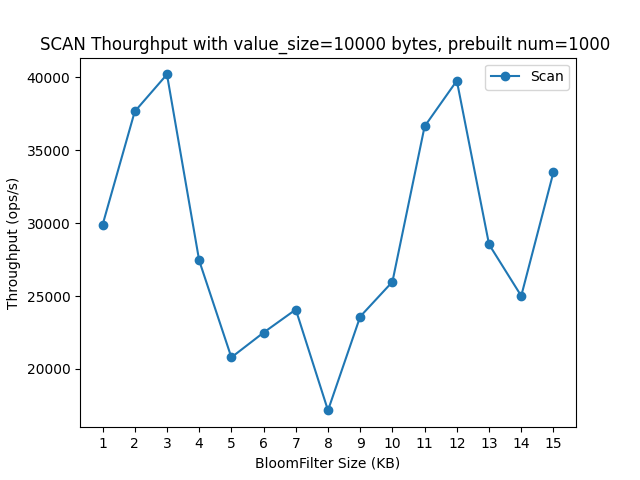 SCAN Thourghput with value_size=10000 bytes, prebuilt num=1000
Scan
40000
35000
30000
25000
20000
Throughput (ops/s)
1 2 3 4 5 6 7 8 9 10 11 12 13 14 15
BloomFilter Size (KB)